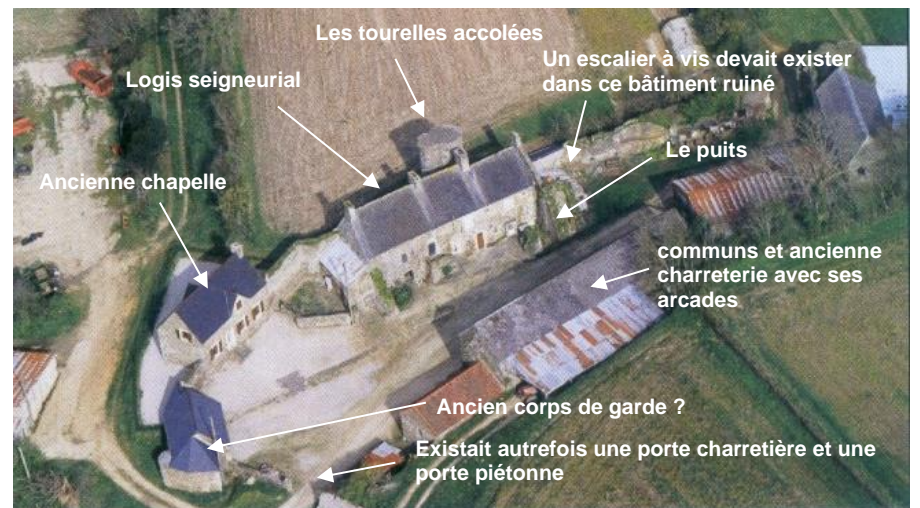 Les tourelles accolées
Un escalier à vis devait exister
dans ce bâtiment ruiné
Logis seigneurial
Le puits
Ancienne chapelle
communs et ancienne
charreterie avec ses
arcades
Ancien corps de garde ?
Existait autrefois une porte charretière et une
porte piétonne